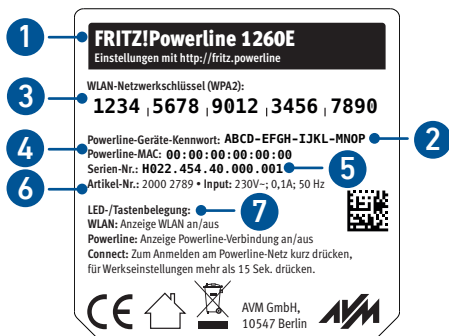 1
FRITZ!Powerline 1260E
Einstellungen mit http://fritz.powerline
3
WLAN-Netzwerkschlüssel (WPA2):
1234 | 5678 | 9012 | 3456 | 7890
Powerline-Geräte-Kennwort: ABCD-EFGH-IJKL-MNOP
2
4
Powerline-MAC: 00:00:00:00:00:00
Serien-Nr.: H022.454.40.000.001
5
6
Artikel-Nr.: 2000 2789 • Input: 230V~; 0,1A; 50 Hz
LED-/Tastenbelegung:
7
WLAN: Anzeige WLAN an/aus
Powerline: Anzeige Powerline-Verbindung an/aus
Connect: Zum Anmelden am Powerline-Netz kurz drücken,
für Werkseinstellungen mehr als 15 Sek. drücken.
CE
AVM GmbH,
10547 Berlin
AVM